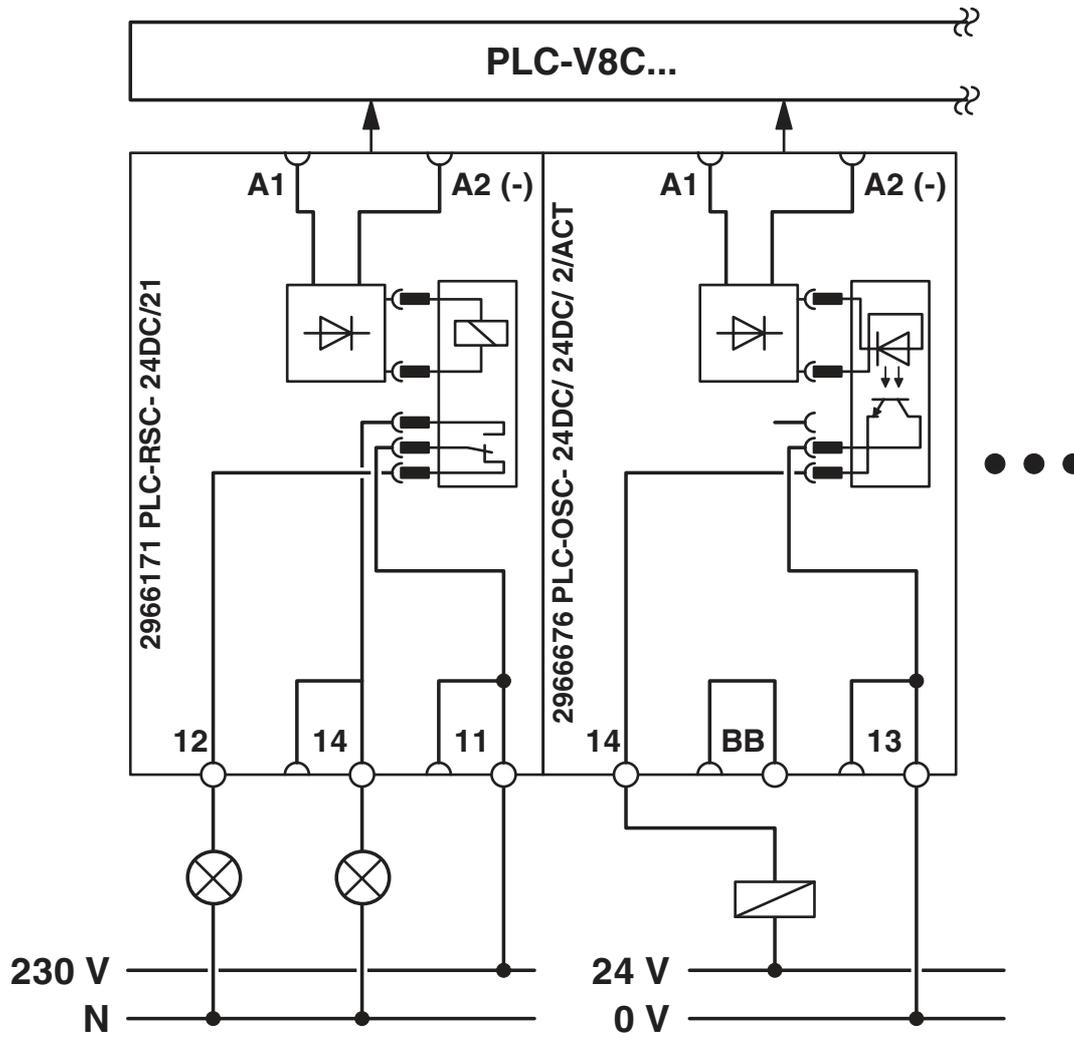 PLC-V8C...
A1
A2 (-)
A1
A2 (-)
2966171 PLC-RSC- 24DC/21
2966676 PLC-OSC- 24DC/ 24DC/ 2/ACT
12
14
11
14
BB
13
230 V
24 V
N
0 V